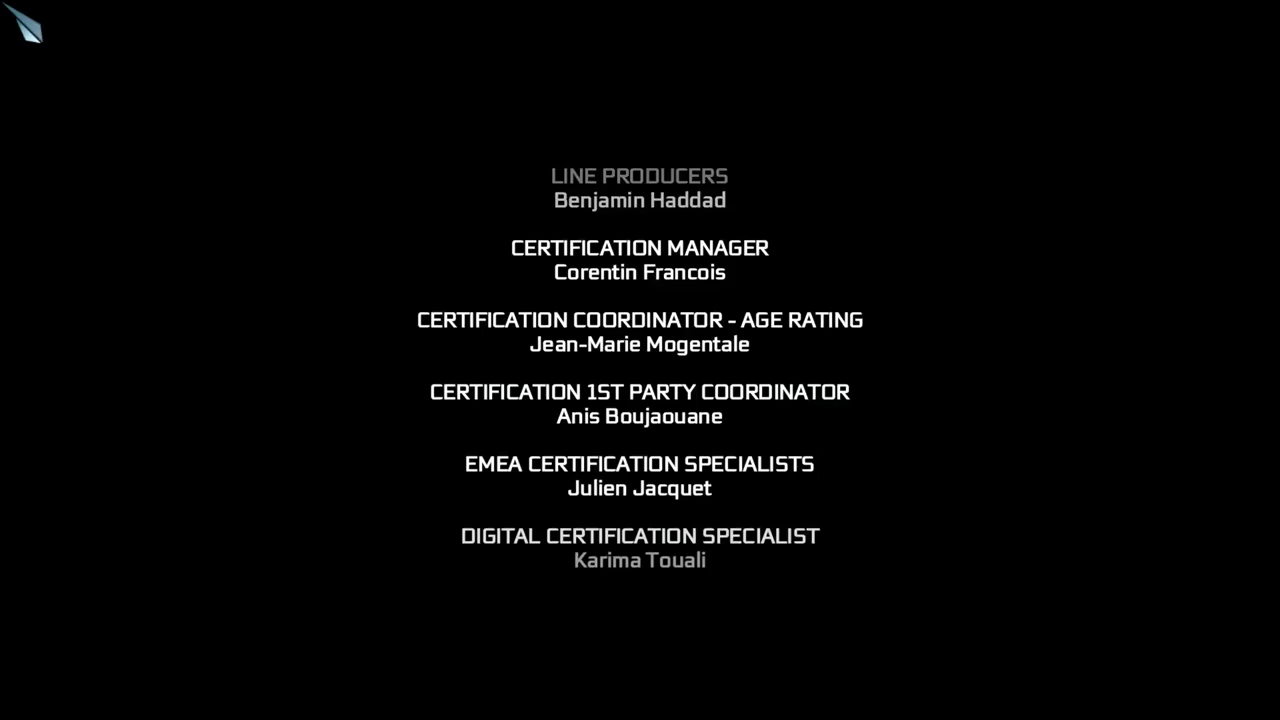 LINE PRODUCERS
Benjamin Haddad
CERTIFICATION MANAGER
Corentin Francois
CERTIFICATION COORDINATOR - AGE RATING
Jean-Marie Mogentale
CERTIFICATION 1ST PARTY COORDINATOR
Anis Boujaouane
EMEA CERTIFICATION SPECIALISTS
Julien Jacquet
DIGITAL CERTIFICATION SPECIALIST
Karima Touali